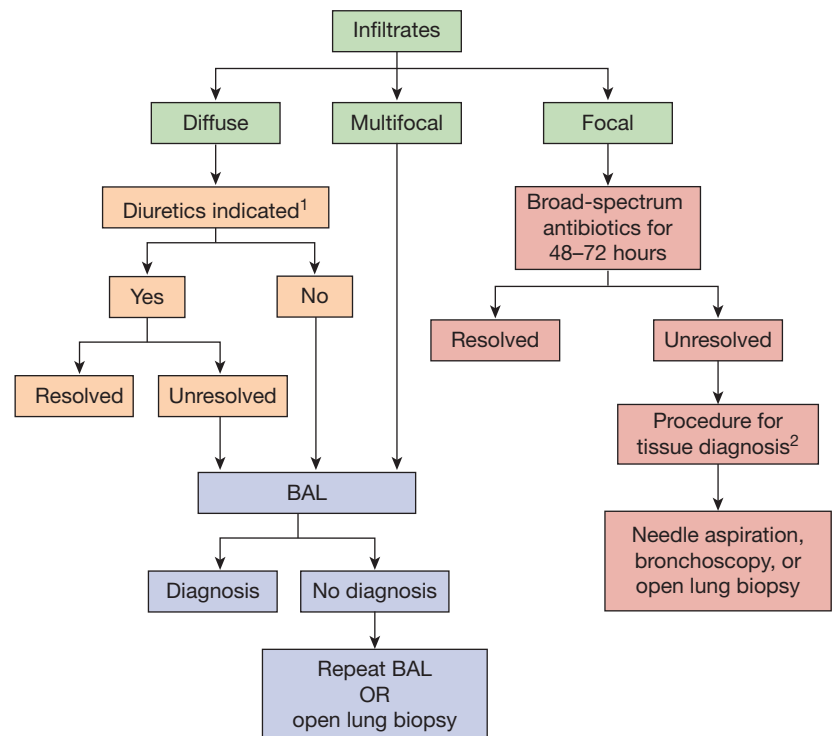 Infiltrates
Diffuse
Multifocal
Focal
Diuretics indicated¹
Broad-spectrum
antibiotics for
48–72 hours
Yes
No
Resolved
Unresolved
Resolved
Unresolved
Procedure for
tissue diagnosis²
BAL
Needle aspiration,
bronchoscopy, or
open lung biopsy
Diagnosis
No diagnosis
Repeat BAL
OR
open lung biopsy